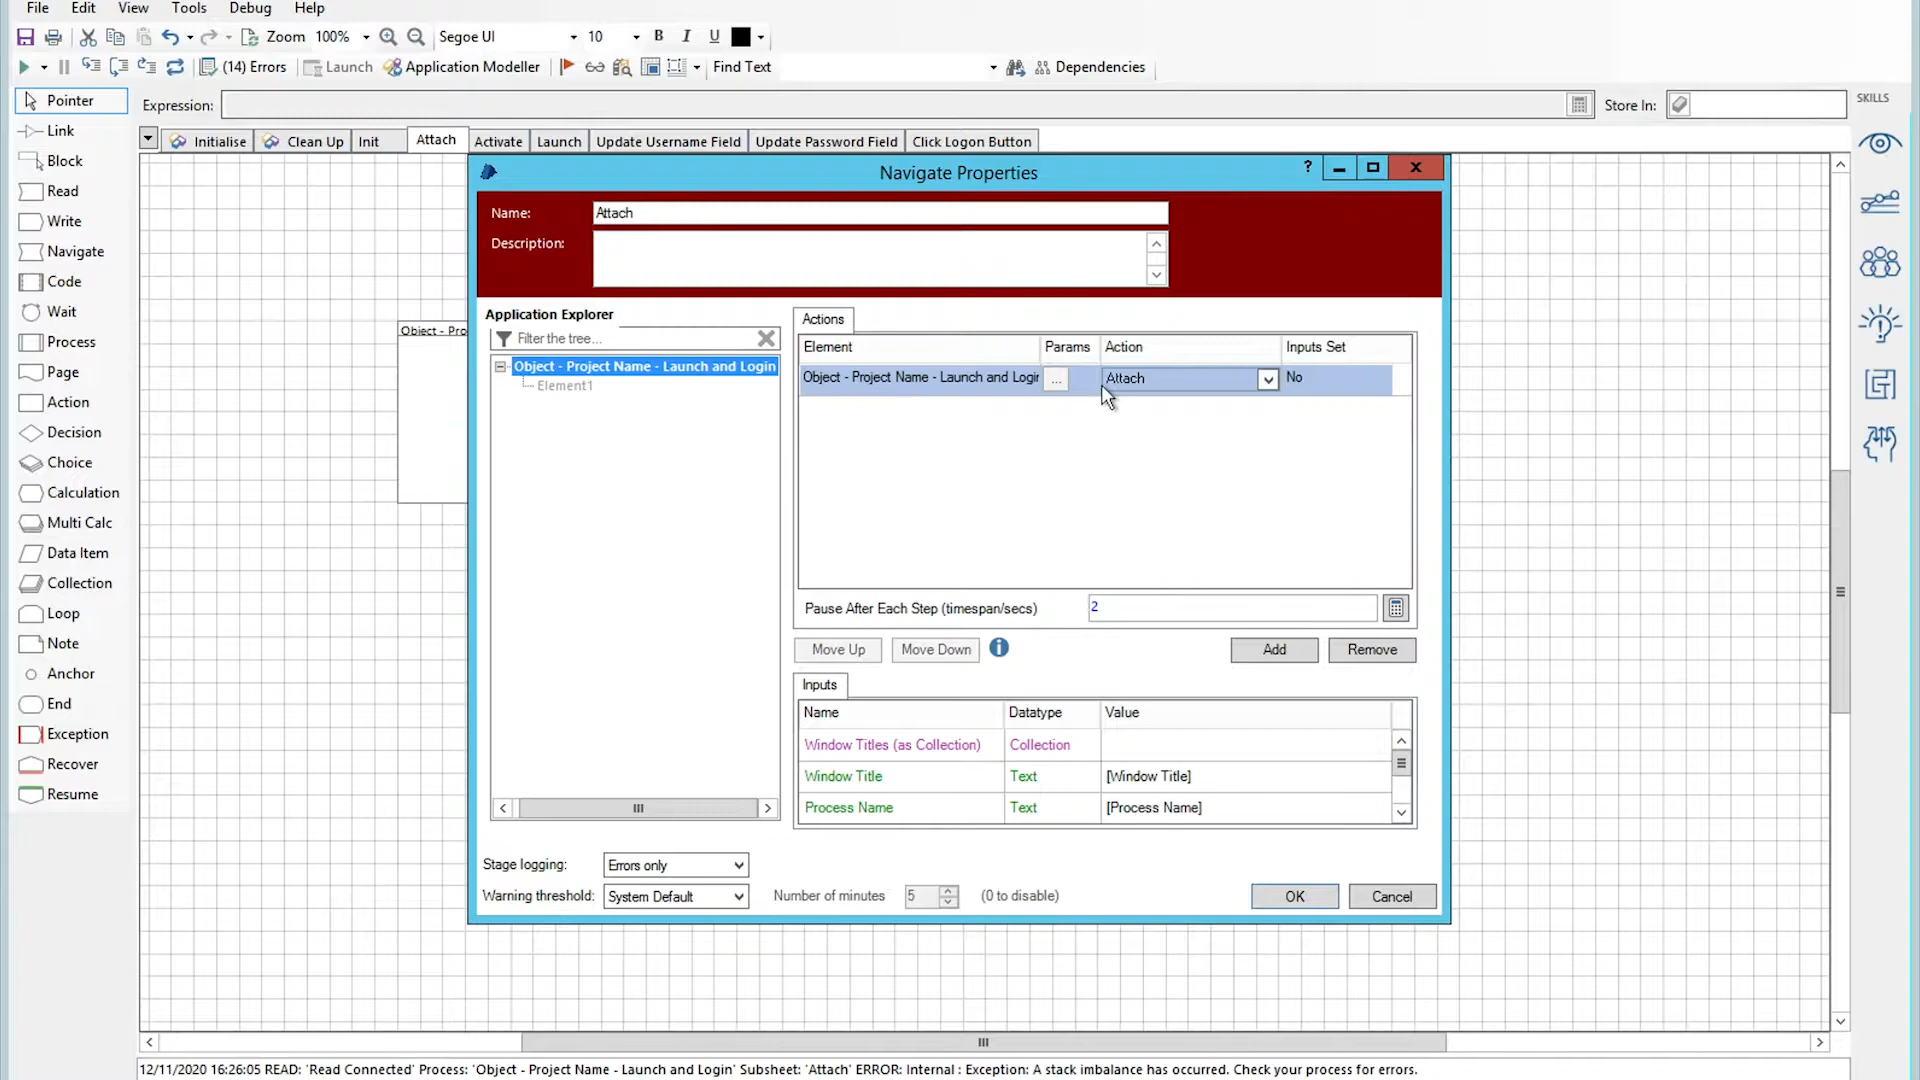 File Edit View Tools Debug Help
Zoom 100% Segoe UI 10 B I U
(14) Errors Launch Application Modeller Find Text Dependencies
Pointer
Link
Block
Read
Write
Navigate
Code
Wait
Process
Page
Action
Decision
Choice
Calculation
Multi Calc
Data Item
Collection
Loop
Note
Anchor
End
Exception
Recover
Resume
Expression:
Store In:
SKILLS
Initialise Clean Up Init Attach Activate Launch Update Username Field Update Password Field Click Logon Button
Object - Pro
Navigate Properties
?
Name: Attach
Description:
Application Explorer
Filter the tree...
Object - Project Name - Launch and Login
Element1
Actions
Element Params Action Inputs Set
Object - Project Name - Launch and Login ... Attach No
Pause After Each Step (timespan/secs) 2
Move Up Move Down i Add Remove
Inputs
Name Datatype Value
Window Titles (as Collection) Collection
Window Title Text [Window Title]
Process Name Text [Process Name]
Stage logging: Errors only
Warning threshold: System Default Number of minutes 5 (0 to disable)
OK Cancel
12/11/2020 16:26:05 READ: 'Read Connected' Process: 'Object - Project Name - Launch and Login' Subsheet: 'Attach' ERROR: Internal : Exception: A stack imbalance has occurred. Check your process for errors.